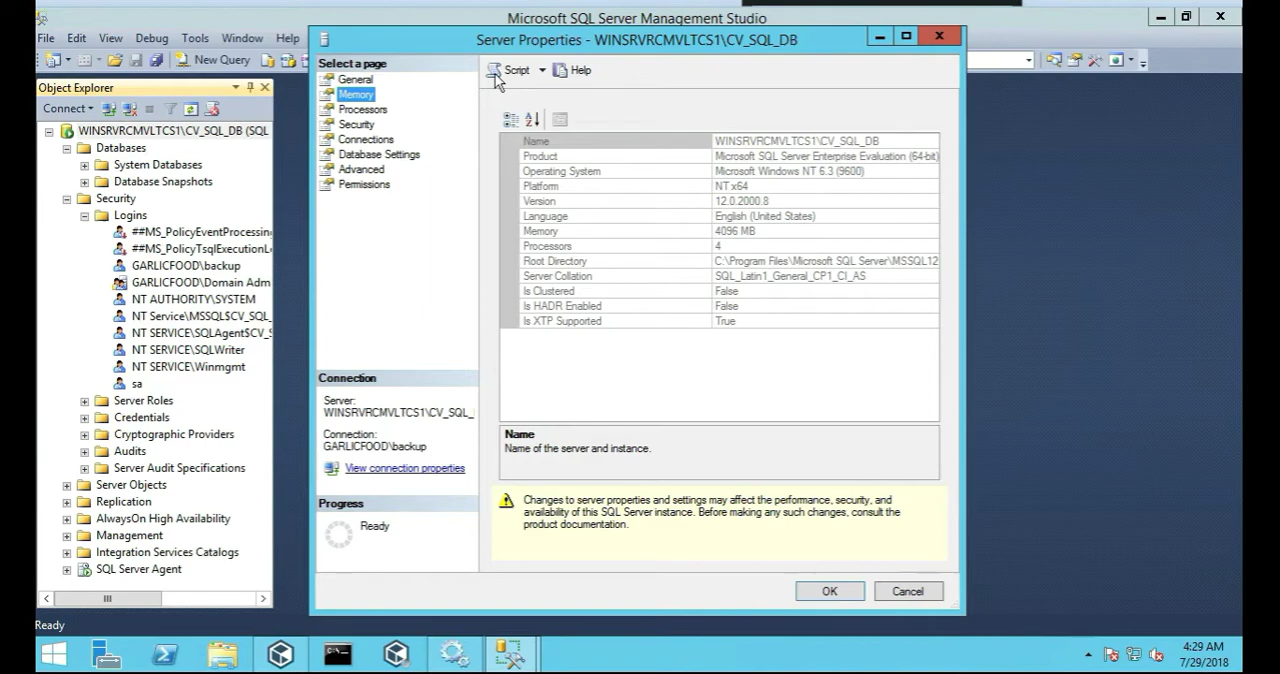 Microsoft SQL Server Management Studio
File Edit View Debug Tools Window Help
New Query
Object Explorer
Connect
WINSRVRCMVLTCS1\CV_SQL_DB (SQL
Databases
System Databases
Database Snapshots
Security
Logins
##MS_PolicyEventProcessin
##MS_PolicyTsqlExecutionL
GARLICFOOD\backup
GARLICFOOD\Domain Adm
NT AUTHORITY\SYSTEM
NT Service\MSSQL$CV_SQL_
NT SERVICE\SQLAgent$CV_S
NT SERVICE\SQLWriter
NT SERVICE\Winmgmt
sa
Server Roles
Credentials
Cryptographic Providers
Audits
Server Audit Specifications
Server Objects
Replication
AlwaysOn High Availability
Management
Integration Services Catalogs
SQL Server Agent
Ready
Server Properties - WINSRVRCMVLTCS1\CV_SQL_DB
Select a page
General
Memory
Processors
Security
Connections
Database Settings
Advanced
Permissions
Connection
Server:
WINSRVRCMVLTCS1\CV_SQL_
Connection:
GARLICFOOD\backup
View connection properties
Progress
Ready
Script Help
Name WINSRVRCMVLTCS1\CV_SQL_DB
Product Microsoft SQL Server Enterprise Evaluation (64-bit)
Operating System Microsoft Windows NT 6.3 (9600)
Platform NT x64
Version 12.0.2000.8
Language English (United States)
Memory 4096 MB
Processors 4
Root Directory C:\Program Files\Microsoft SQL Server\MSSQL12
Server Collation SQL_Latin1_General_CP1_CI_AS
Is Clustered False
Is HADR Enabled False
Is XTP Supported True
Name
Name of the server and instance.
Changes to server properties and settings may affect the performance, security, and
availability of this SQL Server instance. Before making any such changes, consult the
product documentation.
OK Cancel
4:29 AM
7/29/2018